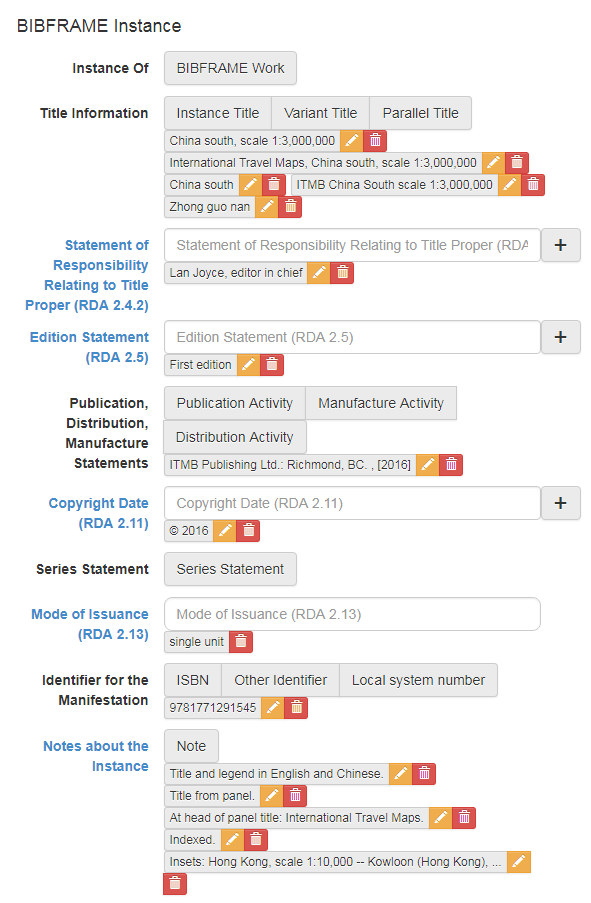 BIBFRAME Instance
Instance Of BIBFRAME Work
Title Information Instance Title Variant Title Parallel Title
China south, scale 1:3,000,000
International Travel Maps, China south, scale 1:3,000,000
China south ITMB China South scale 1:3,000,000
Zhong guo nan
Statement of Responsibility Relating to Title Proper (RDA 2.4.2)
Statement of Responsibility Relating to Title Proper (RDA +
Lan Joyce, editor in chief
Edition Statement (RDA 2.5)
Edition Statement (RDA 2.5) +
First edition
Publication, Distribution, Manufacture Statements
Publication Activity Manufacture Activity
Distribution Activity
ITMB Publishing Ltd.: Richmond, BC. , [2016]
Copyright Date (RDA 2.11)
Copyright Date (RDA 2.11) +
© 2016
Series Statement Series Statement
Mode of Issuance (RDA 2.13)
Mode of Issuance (RDA 2.13)
single unit
Identifier for the Manifestation
ISBN Other Identifier Local system number
9781771291545
Notes about the Instance
Note
Title and legend in English and Chinese.
Title from panel.
At head of panel title: International Travel Maps.
Indexed.
Insets: Hong Kong, scale 1:10,000 -- Kowloon (Hong Kong), ...